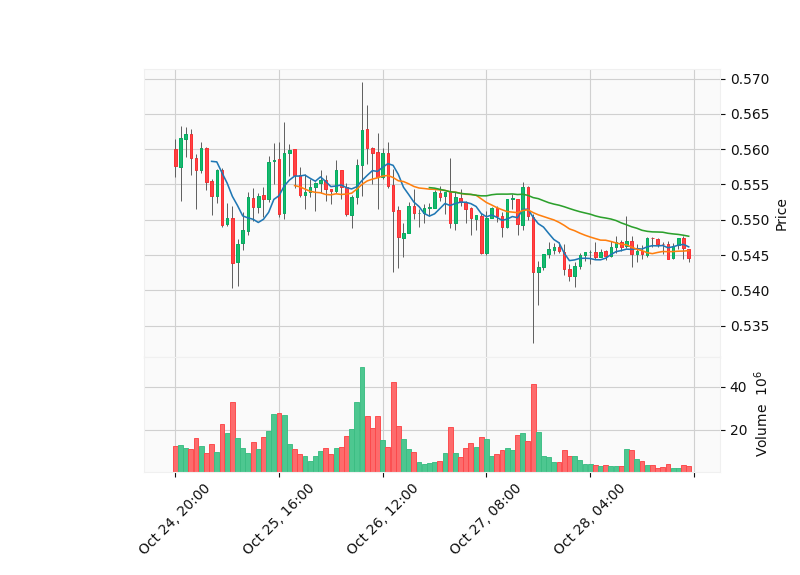 0.570
0.565
0.560
0.555
0.550
0.545
0.540
0.535
Price
40
20
Volume 10^6
Oct 24, 20:00
Oct 25, 16:00
Oct 26, 12:00
Oct 27, 08:00
Oct 28, 04:00